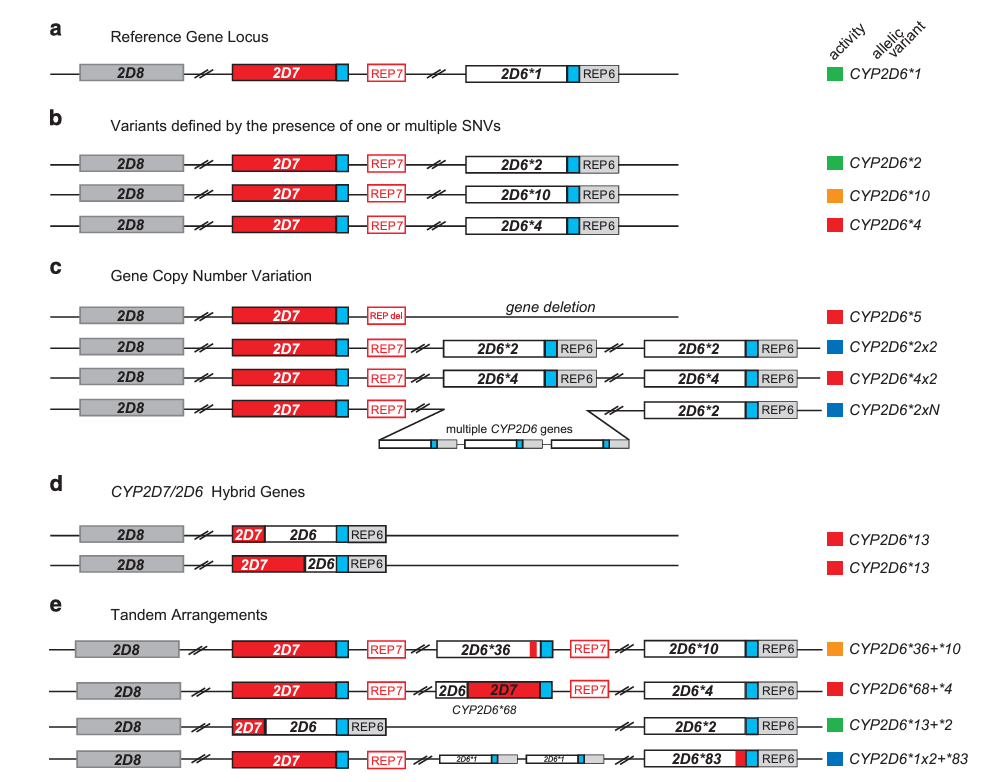 a
Reference Gene Locus
activity
allelic variant
2D8 2D7 REP7 2D6*1 REP6 CYP2D6*1
b
Variants defined by the presence of one or multiple SNVs
2D8 2D7 REP7 2D6*2 REP6 CYP2D6*2
2D8 2D7 REP7 2D6*10 REP6 CYP2D6*10
2D8 2D7 REP7 2D6*4 REP6 CYP2D6*4
c
Gene Copy Number Variation
2D8 2D7 REP del gene deletion CYP2D6*5
2D8 2D7 REP7 2D6*2 REP6 2D6*2 REP6 CYP2D6*2x2
2D8 2D7 REP7 2D6*4 REP6 2D6*4 REP6 CYP2D6*4x2
2D8 2D7 REP7 2D6*2 REP6 CYP2D6*2xN
multiple CYP2D6 genes
d
CYP2D7/2D6 Hybrid Genes
2D8 2D7 2D6 REP6 CYP2D6*13
2D8 2D7 2D6 REP6 CYP2D6*13
e
Tandem Arrangements
2D8 2D7 REP7 2D6*36 REP7 2D6*10 REP6 CYP2D6*36+*10
2D8 2D7 REP7 2D6 2D7 REP7 2D6*4 REP6 CYP2D6*68+*4
CYP2D6*68
2D8 2D7 2D6 REP6 2D6*2 REP6 CYP2D6*13+*2
2D8 2D7 REP7 2D6*1 2D6*1 2D6*83 REP6 CYP2D6*1x2+*83